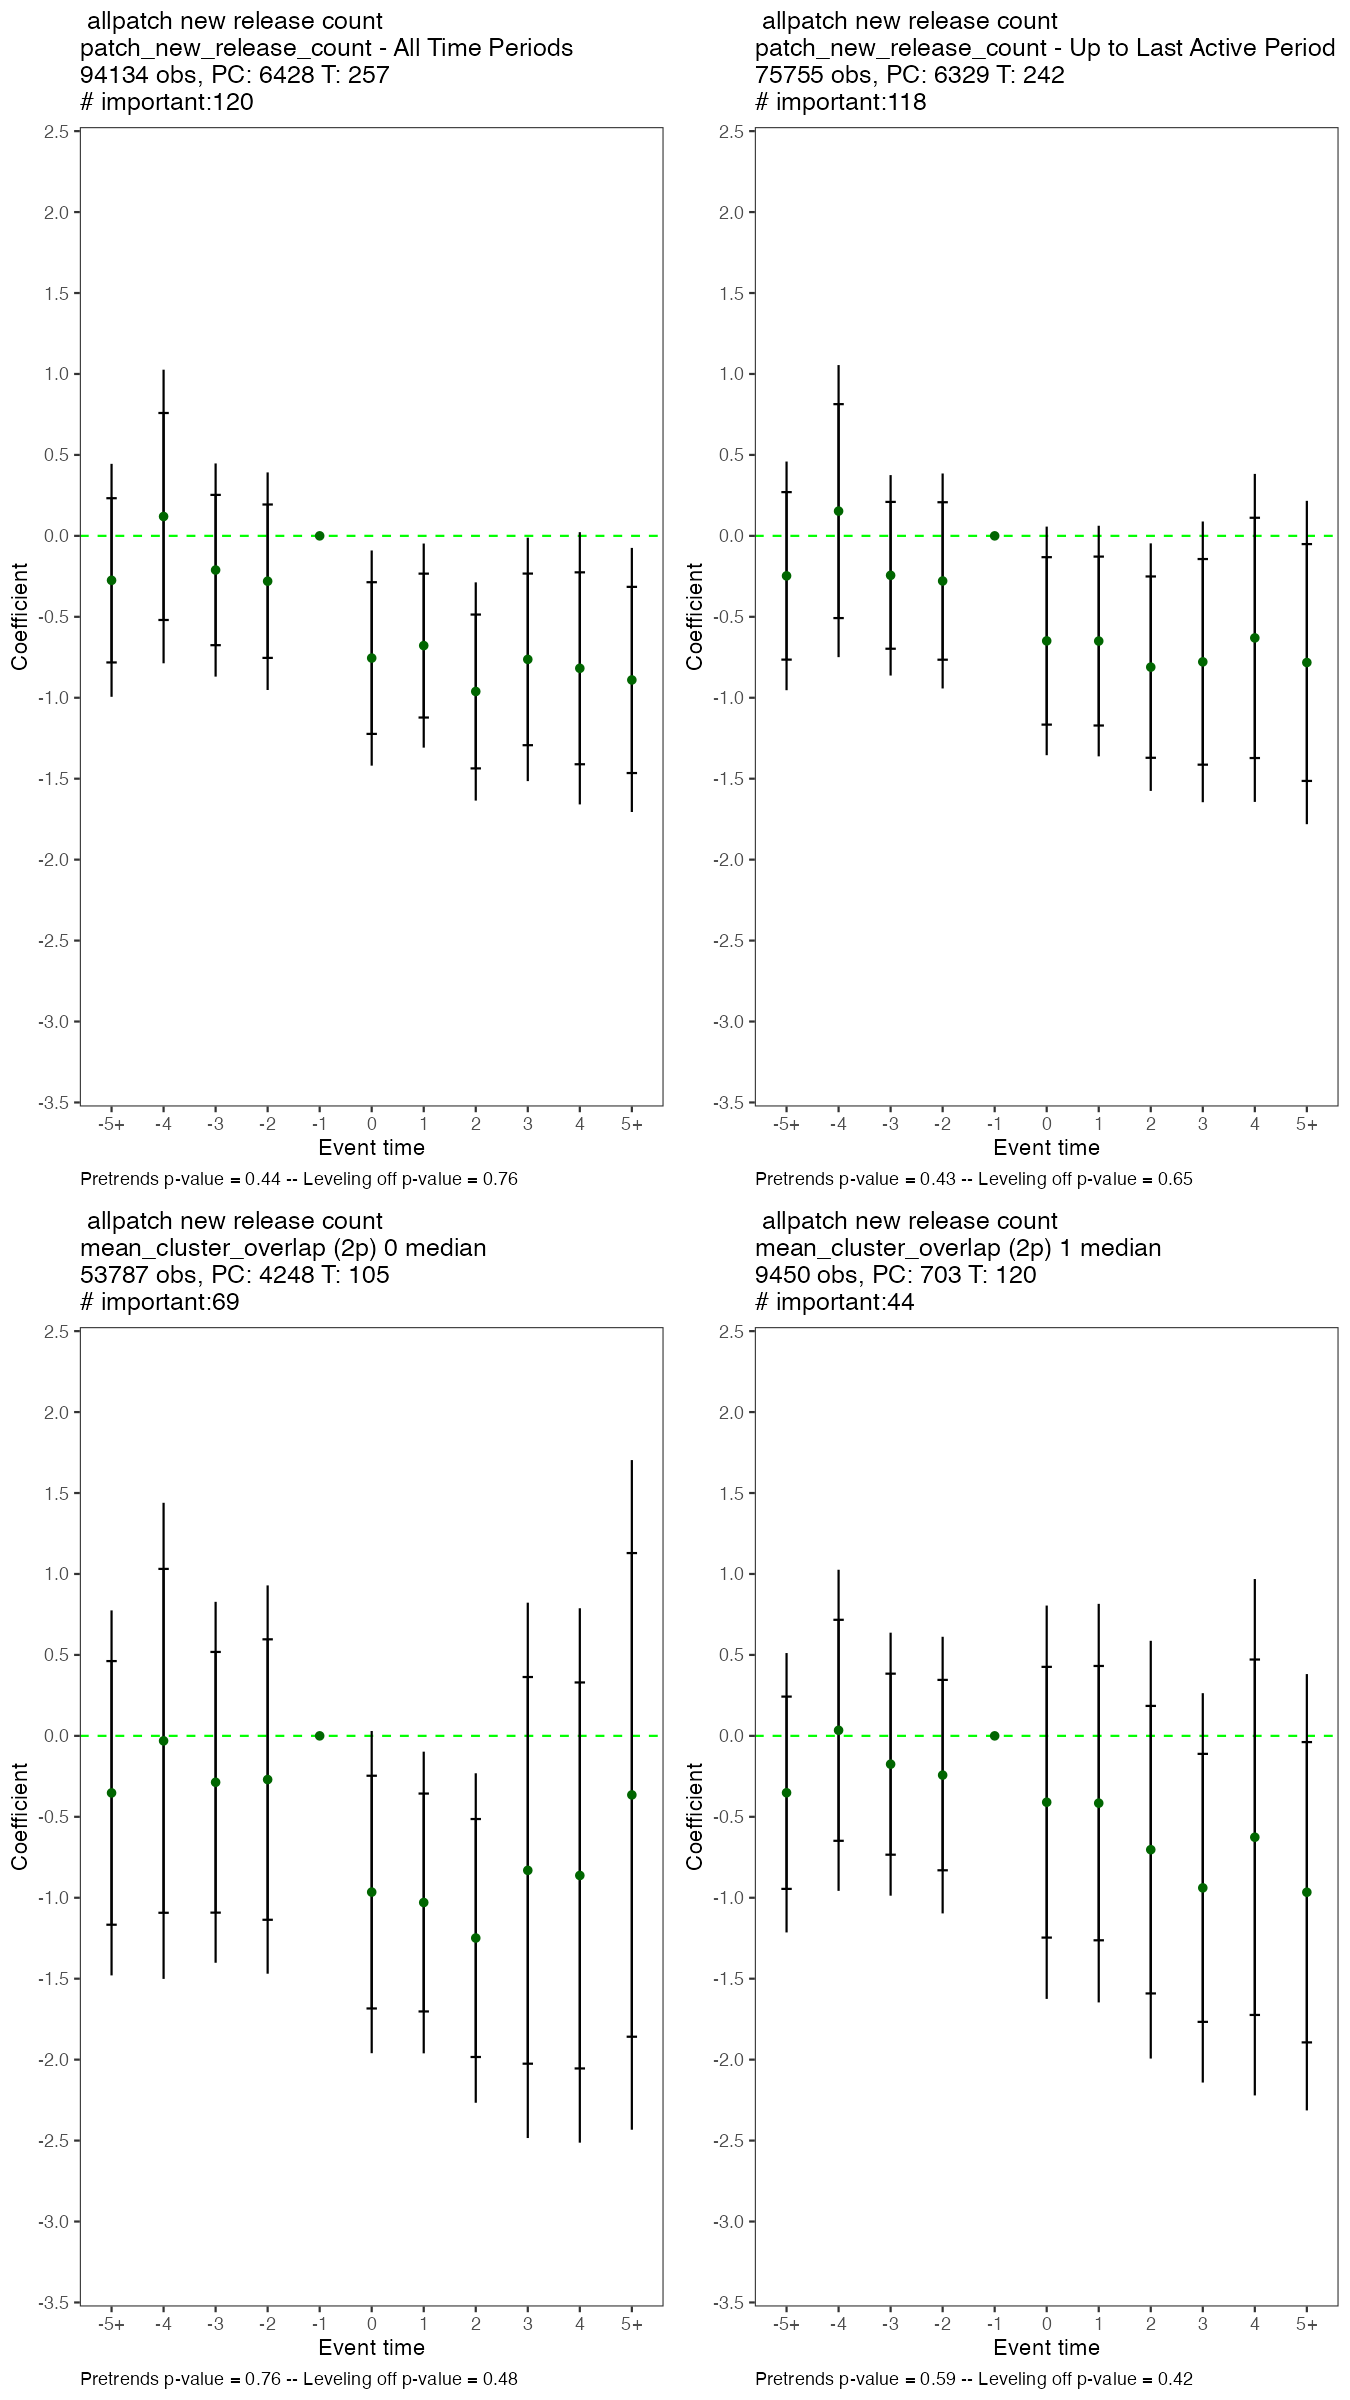 allpatch new release count
patch_new_release_count - All Time Periods
94134 obs, PC: 6428 T: 257
# important:120
2.5
2.0
1.5
1.0
0.5
0.0
-0.5
-1.0
-1.5
-2.0
-2.5
-3.0
-3.5
Coefficient
-5+ -4 -3 -2 -1 0 1 2 3 4 5+
Event time
Pretrends p-value = 0.44 -- Leveling off p-value = 0.76
allpatch new release count
patch_new_release_count - Up to Last Active Period
75755 obs, PC: 6329 T: 242
# important:118
2.5
2.0
1.5
1.0
0.5
0.0
-0.5
-1.0
-1.5
-2.0
-2.5
-3.0
-3.5
Coefficient
-5+ -4 -3 -2 -1 0 1 2 3 4 5+
Event time
Pretrends p-value = 0.43 -- Leveling off p-value = 0.65
allpatch new release count
mean_cluster_overlap (2p) 0 median
53787 obs, PC: 4248 T: 105
# important:69
2.5
2.0
1.5
1.0
0.5
0.0
-0.5
-1.0
-1.5
-2.0
-2.5
-3.0
-3.5
Coefficient
-5+ -4 -3 -2 -1 0 1 2 3 4 5+
Event time
Pretrends p-value = 0.76 -- Leveling off p-value = 0.48
allpatch new release count
mean_cluster_overlap (2p) 1 median
9450 obs, PC: 703 T: 120
# important:44
2.5
2.0
1.5
1.0
0.5
0.0
-0.5
-1.0
-1.5
-2.0
-2.5
-3.0
-3.5
Coefficient
-5+ -4 -3 -2 -1 0 1 2 3 4 5+
Event time
Pretrends p-value = 0.59 -- Leveling off p-value = 0.42